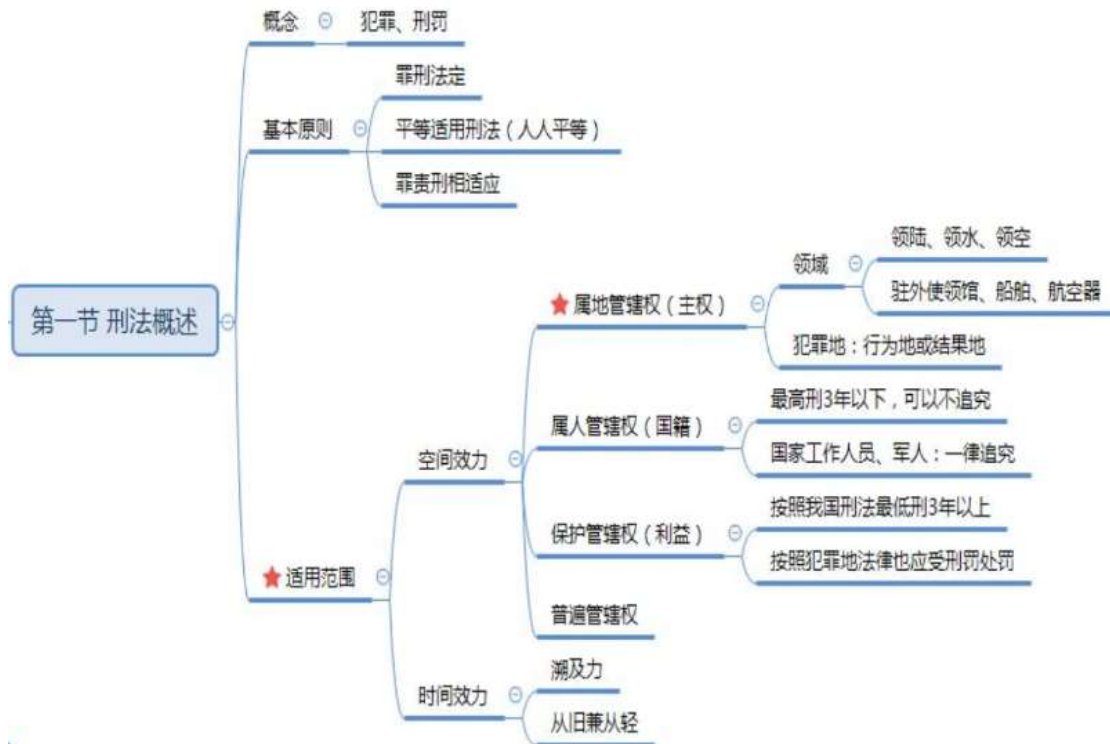 第一节 刑法概述
概念
犯罪、刑罚
基本原则
罪刑法定
平等适用刑法（人人平等）
罪责刑相适应
适用范围
空间效力
属地管辖权（主权）
领域
领陆、领水、领空
驻外使领馆、船舶、航空器
犯罪地：行为地或结果地
属人管辖权（国籍）
最高刑3年以下，可以不追究
国家工作人员、军人：一律追究
保护管辖权（利益）
按照我国刑法最低刑3年以上
按照犯罪地法律也应受刑罚处罚
普遍管辖权
时间效力
溯及力
从旧兼从轻